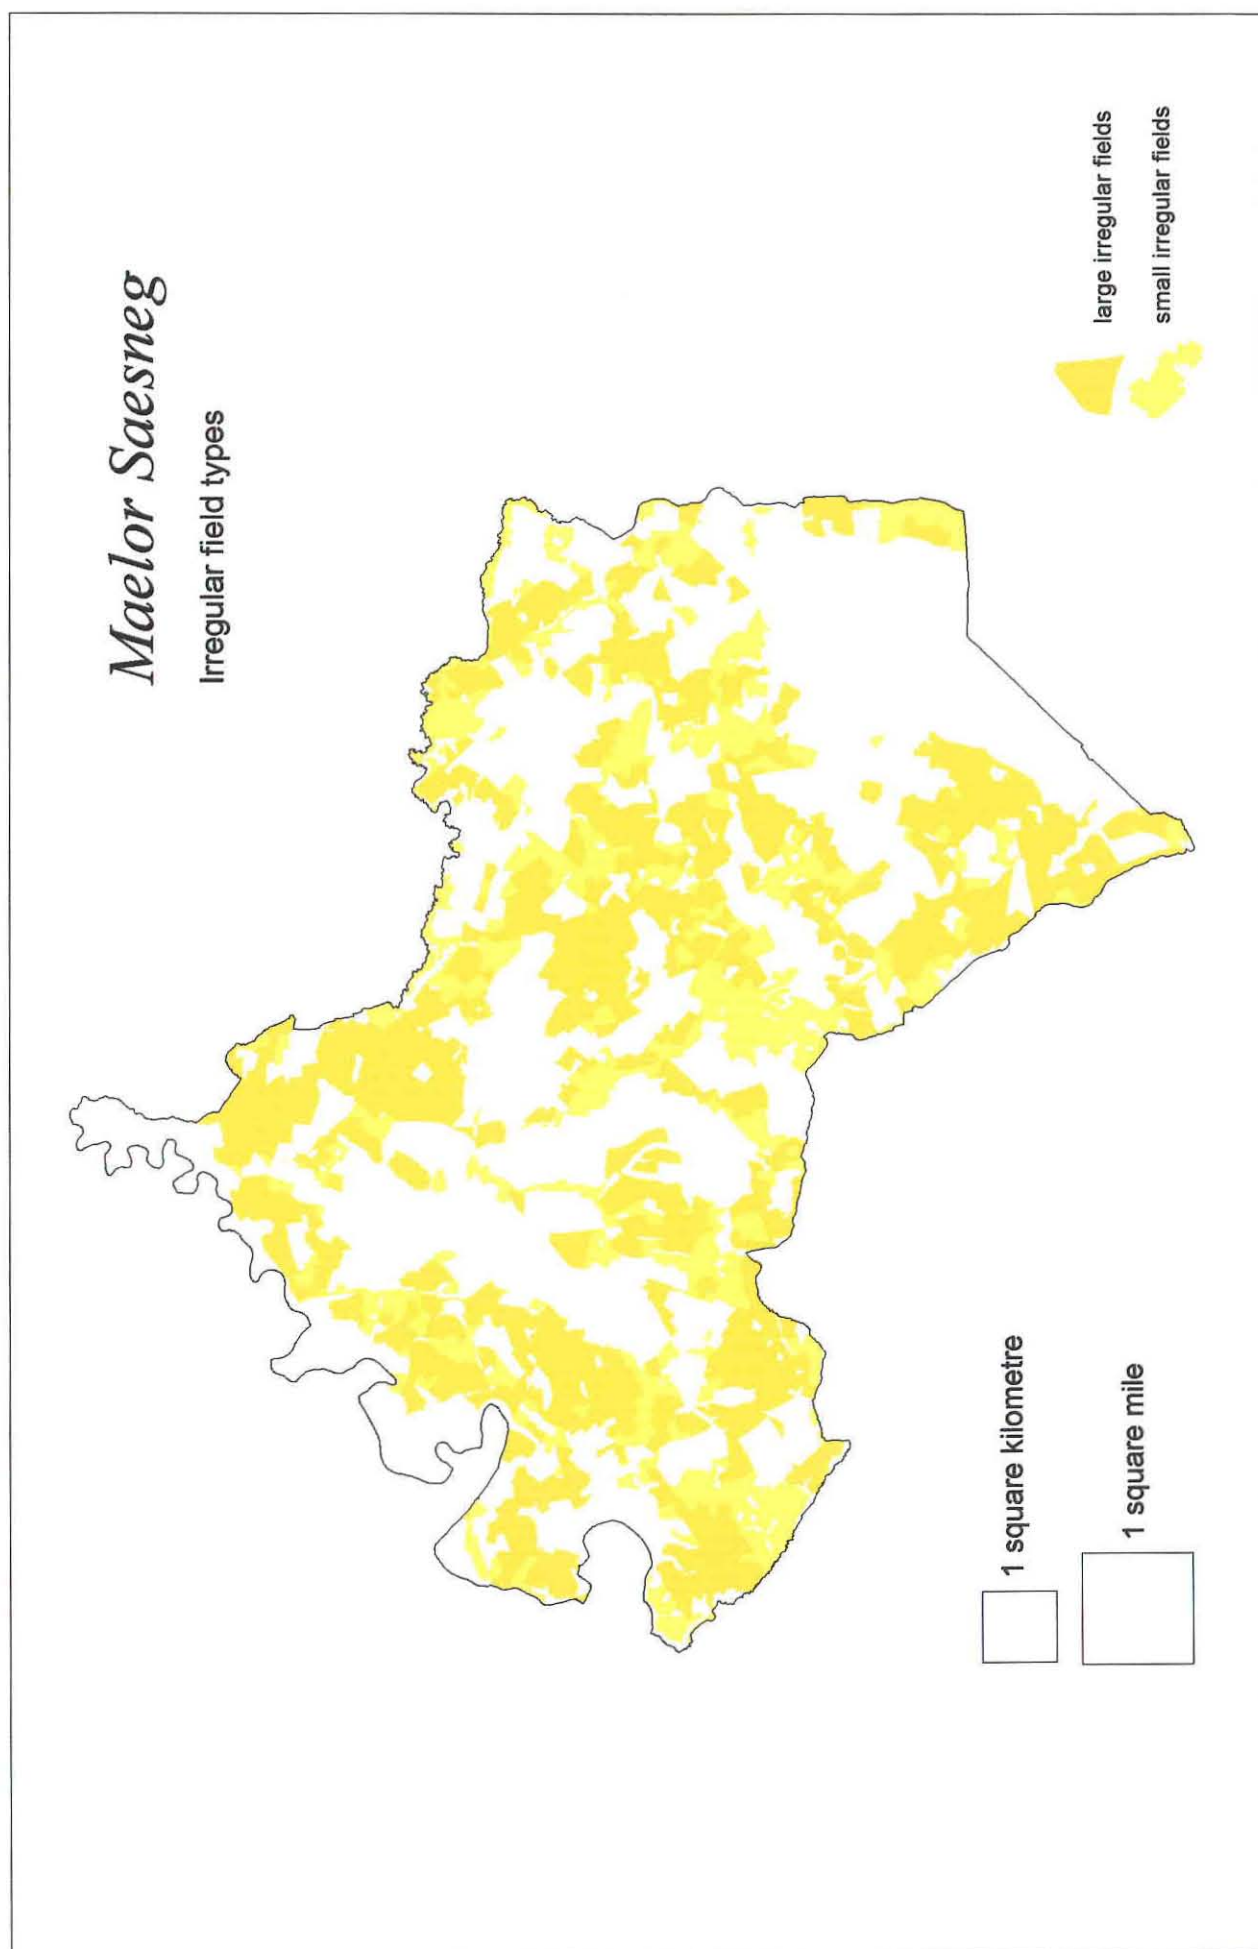 Maelor Saesneg
Irregular field types
large irregular fields
small irregular fields
1 square kilometre
1 square mile